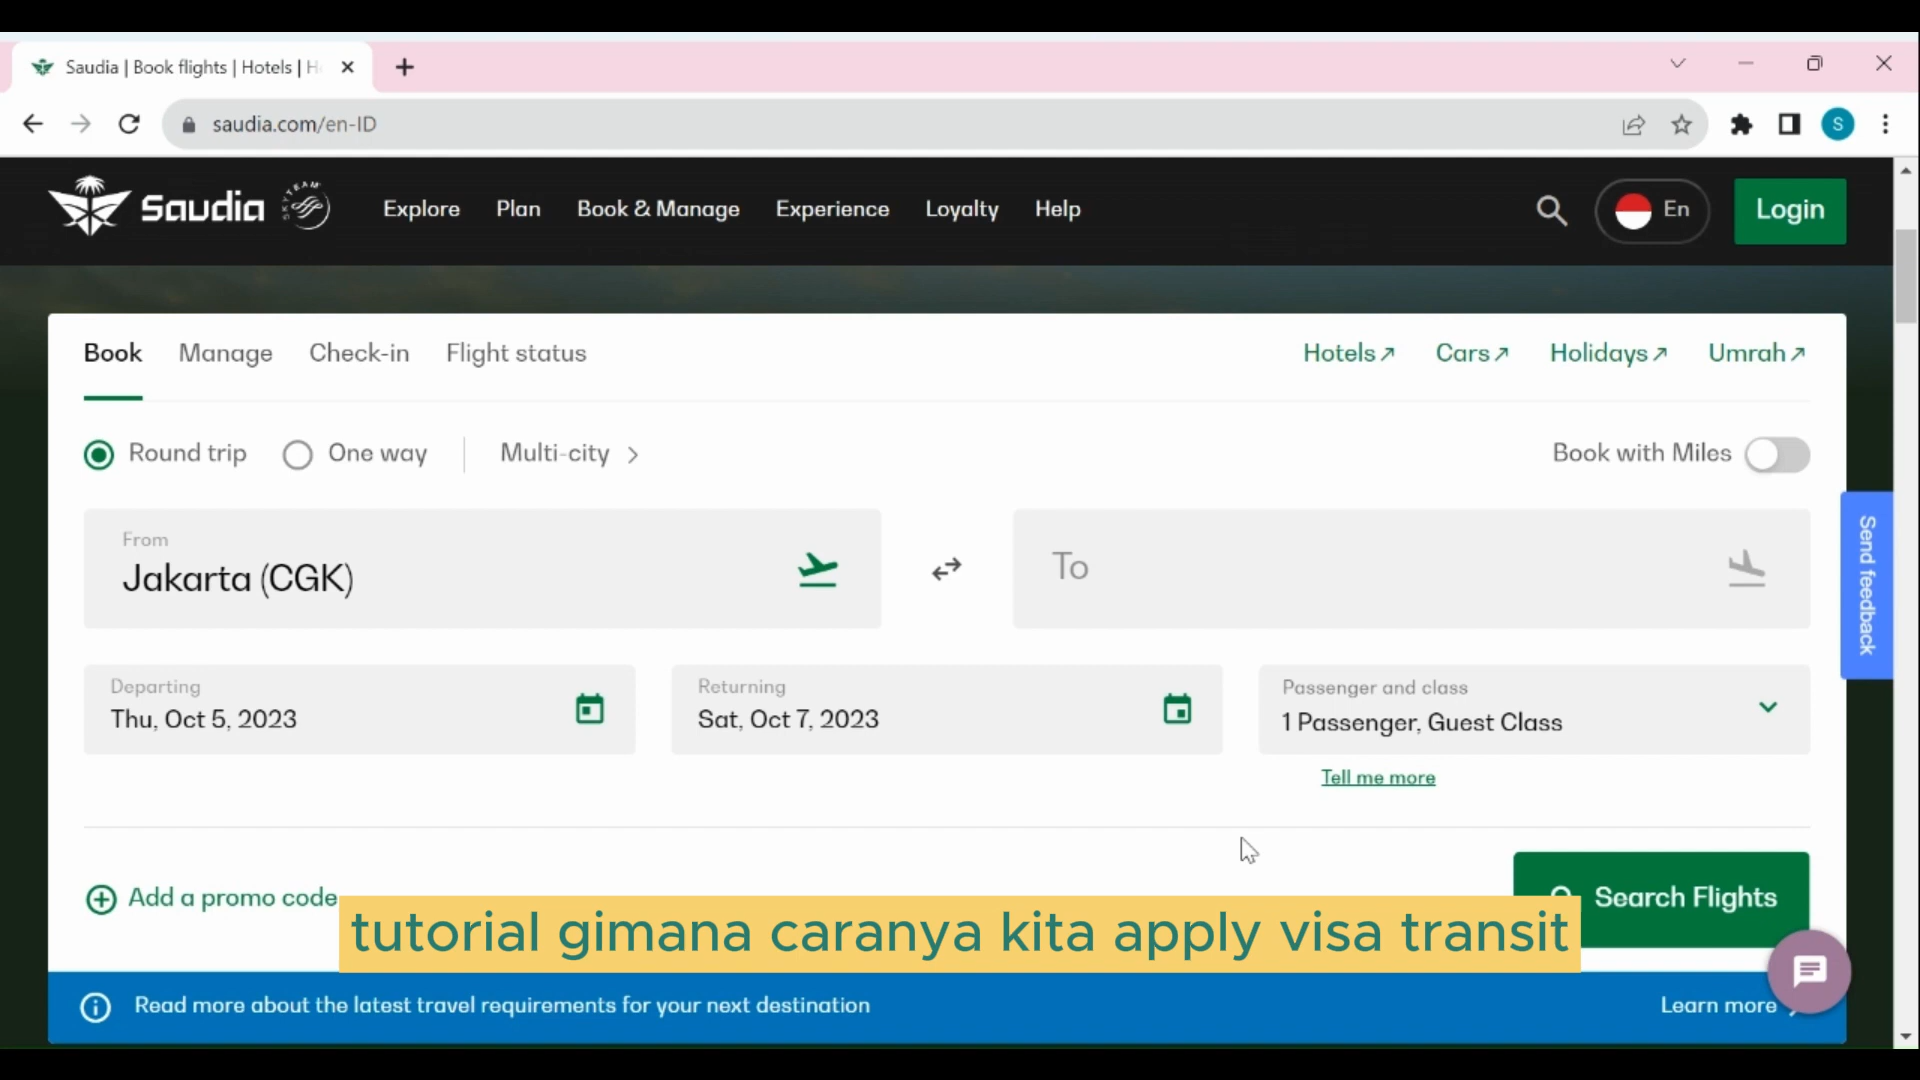 Saudia | Book flights | Hotels | H
saudia.com/en-ID
S
Saudia
SKYTEAM
Explore
Plan
Book & Manage
Experience
Loyalty
Help
En
Login
Book
Manage
Check-in
Flight status
Hotels
Cars
Holidays
Umrah
Round trip
One way
Multi-city
Book with Miles
From
Jakarta (CGK)
To
Send feedback
Departing
Thu, Oct 5, 2023
Returning
Sat, Oct 7, 2023
Passenger and class
1 Passenger, Guest Class
Tell me more
Add a promo code
Search Flights
tutorial gimana caranya kita apply visa transit
Read more about the latest travel requirements for your next destination
Learn more